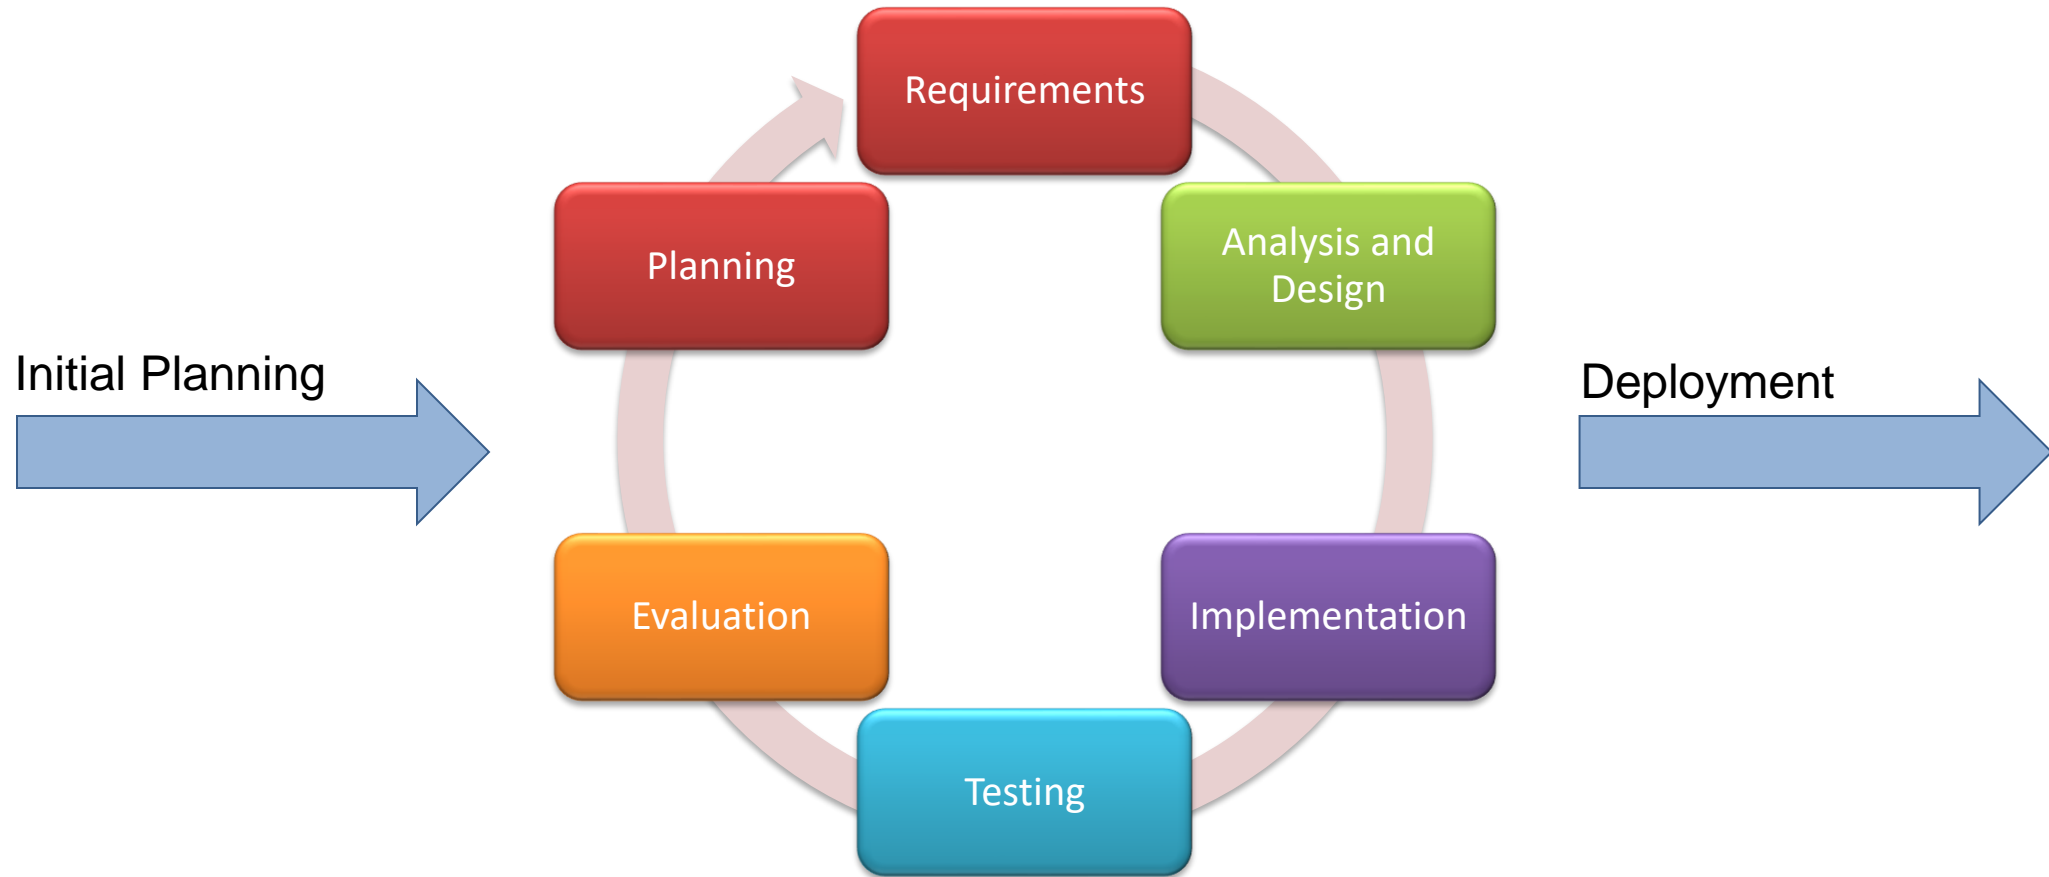 Requirements
Planning
Analysis and
Design
Initial Planning
Deployment
Evaluation
Implementation
Testing